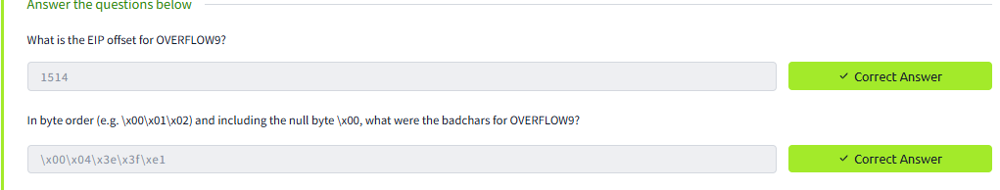 Answer the questions below
What is the EIP offset for OVERFLOW9?
1514
✓ Correct Answer
In byte order (e.g. \x00\x01\x02) and including the null byte \x00, what were the badchars for OVERFLOW9?
\x00\x04\x3e\x3f\xe1
✓ Correct Answer